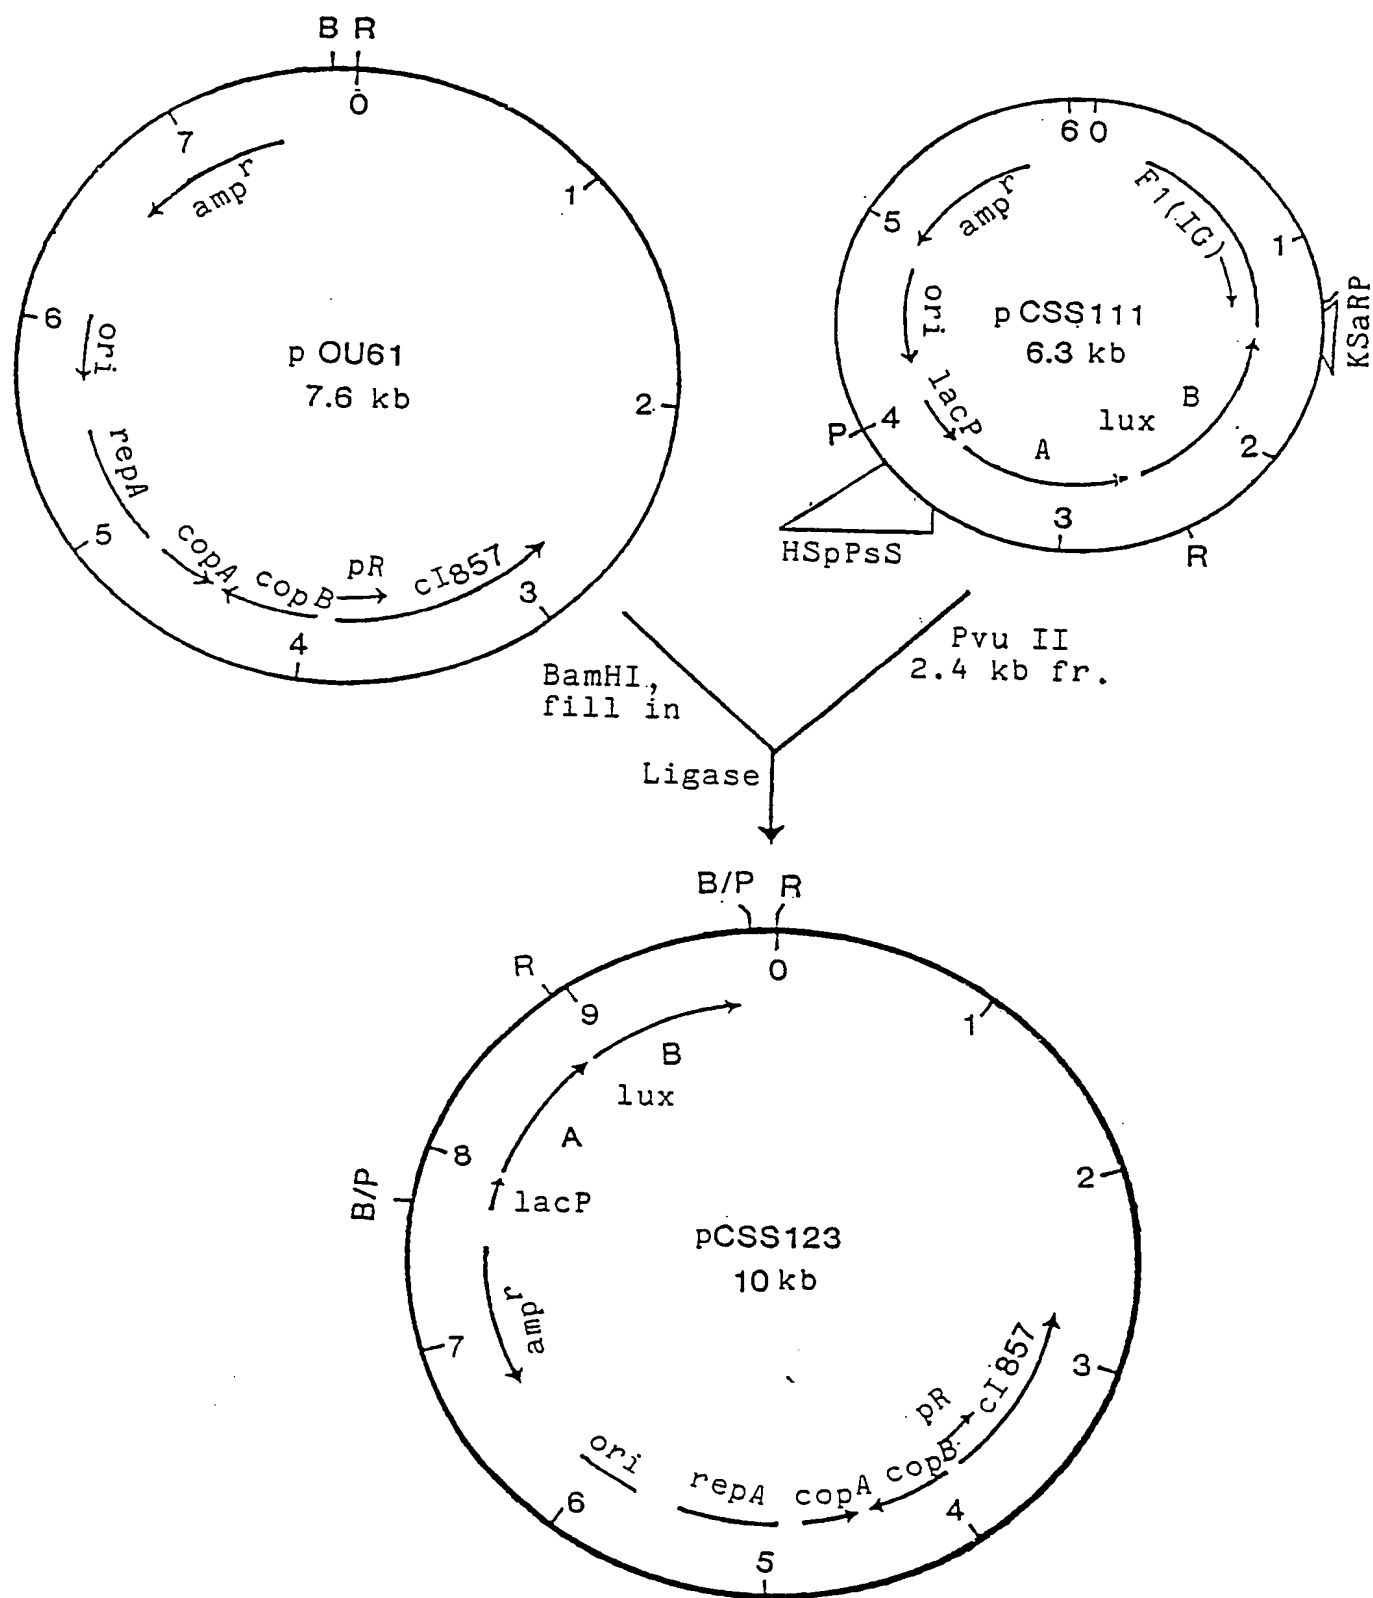 B R
0
1
2
3
4
5
6
7
amp^r
ori
repA
copA
copB
pR
cI857
p OU61
7.6 kb
6 0
1
2
3
4
5
amp^r
F1(IG)
ori
lacP
A
lux
B
p CSS111
6.3 kb
KSaRP
P
HSpPsS
R
BamHI,
fill in
Pvu II
2.4 kb fr.
Ligase
B/P R
0
1
2
3
4
5
6
7
8
9
R
B
lux
A
B/P
lacP
amp^r
pCSS123
10 kb
ori
repA
copA
copB
pR
cI857